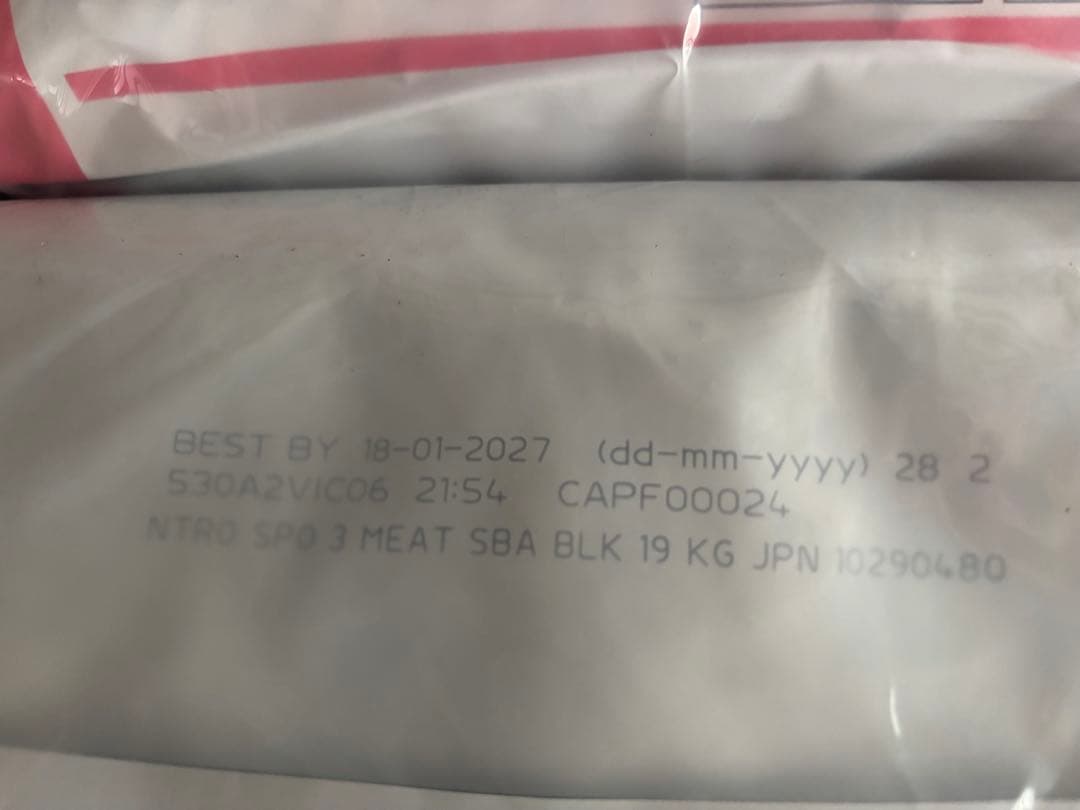 BEST BY 18-01-2027 (dd-mm-yyyy) 28 2
530A2VIC06 21:54 CAPF00024
NTRO SPO 3 MEAT SBA BLK 19 KG JPN 10290480